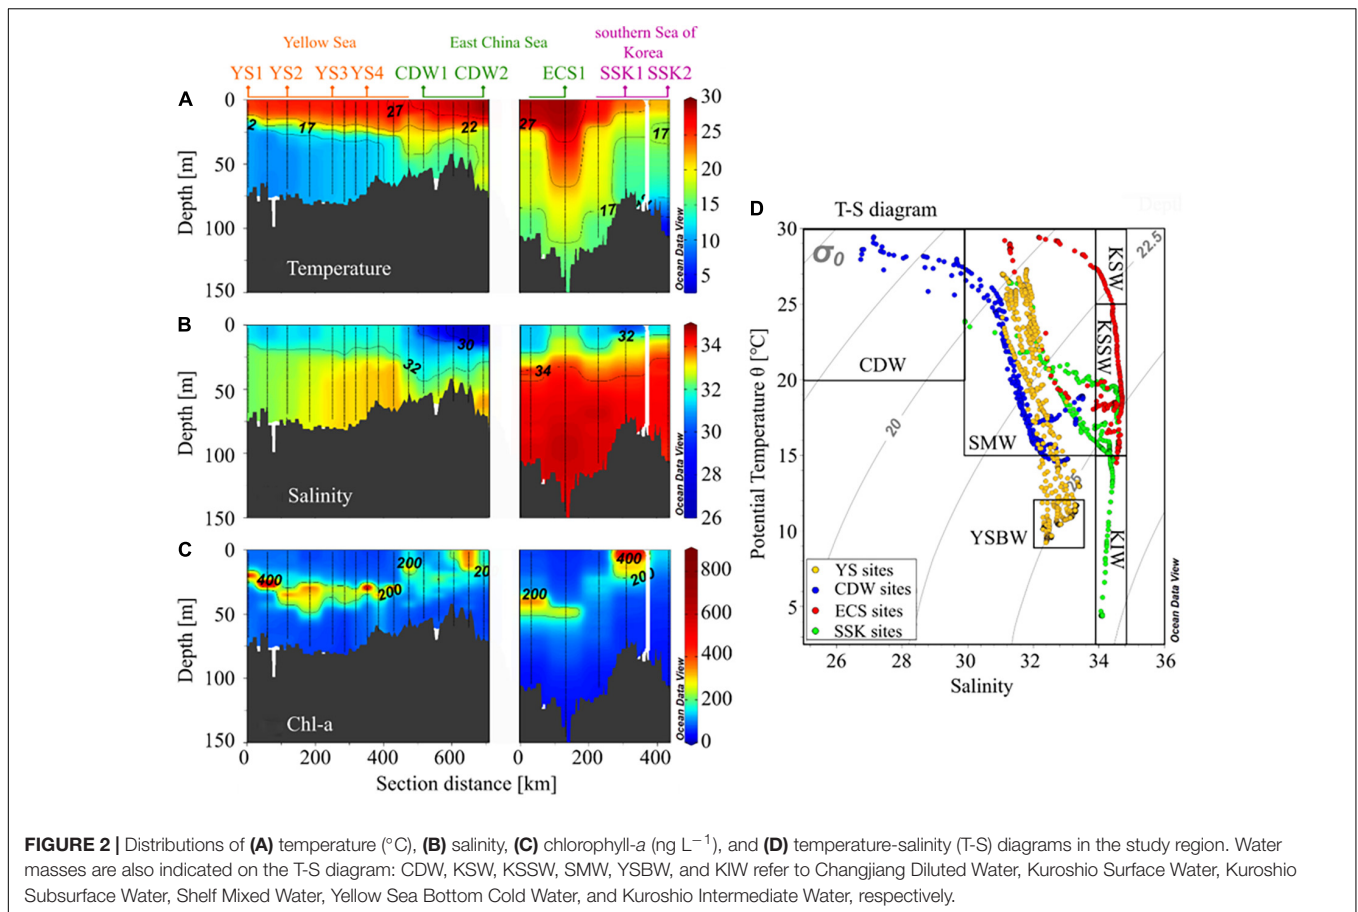 Yellow Sea
East China Sea
southern Sea of
Korea
YS1 YS2 YS3 YS4 CDW1 CDW2 ECS1 SSK1 SSK2
A
0
50
100
150
Depth [m]
2
17
27
22
Temperature
27
17
17
Ocean Data View
30
25
20
15
10
5
B
0
50
100
150
Depth [m]
30
32
Salinity
32
34
Ocean Data View
34
32
30
28
26
C
0
50
100
150
Depth [m]
400
200
200
20
Chl-a
200
400
200
Ocean Data View
800
600
400
200
0
0 200 400 600 0 200 400
Section distance [km]
D
T-S diagram
σ0
30
25
20
15
10
5
Potential Temperature θ [°C]
CDW
SMW
YSBW
KSW
KSSW
KIW
20
22.5
25
YS sites
CDW sites
ECS sites
SSK sites
26 28 30 32 34 36
Salinity
Ocean Data View
FIGURE 2 | Distributions of (A) temperature (°C), (B) salinity, (C) chlorophyll-a (ng L−1), and (D) temperature-salinity (T-S) diagrams in the study region. Water
masses are also indicated on the T-S diagram: CDW, KSW, KSSW, SMW, YSBW, and KIW refer to Changjiang Diluted Water, Kuroshio Surface Water, Kuroshio
Subsurface Water, Shelf Mixed Water, Yellow Sea Bottom Cold Water, and Kuroshio Intermediate Water, respectively.